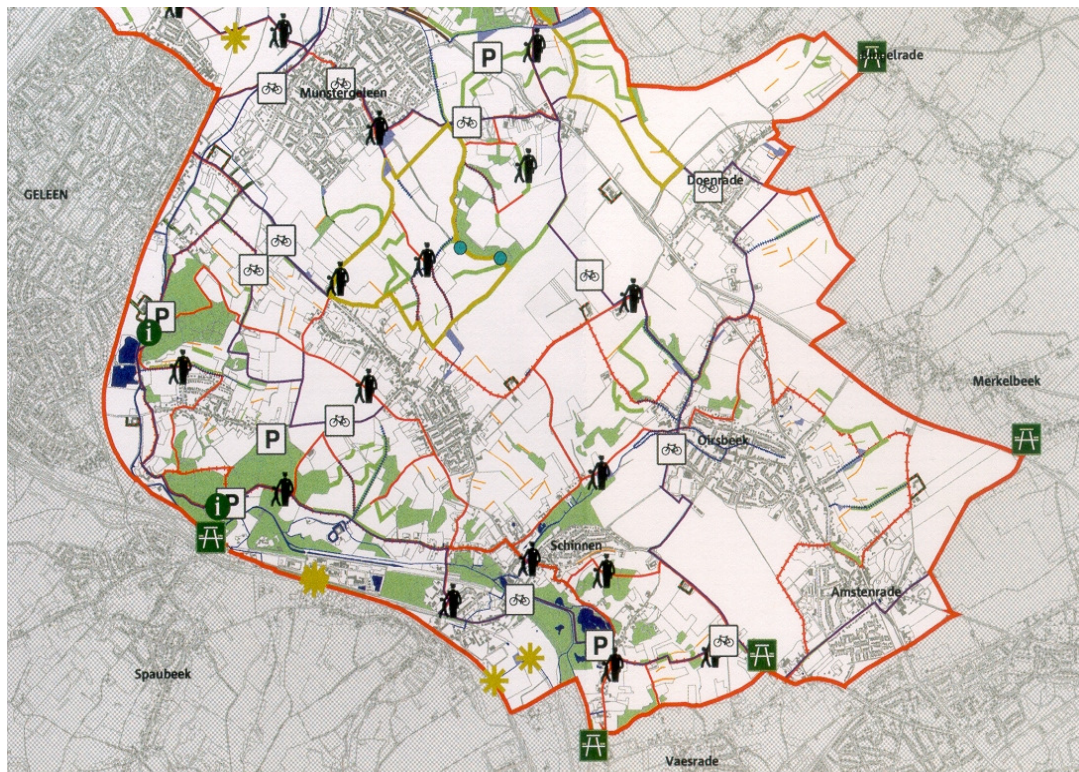 P
Munstergeleen
GELEEN
Doenrade
P
i
Merkelbeek
Oirsbeek
P
i
P
Schinnen
Amstenrade
P
Spaubeek
Vaesrade